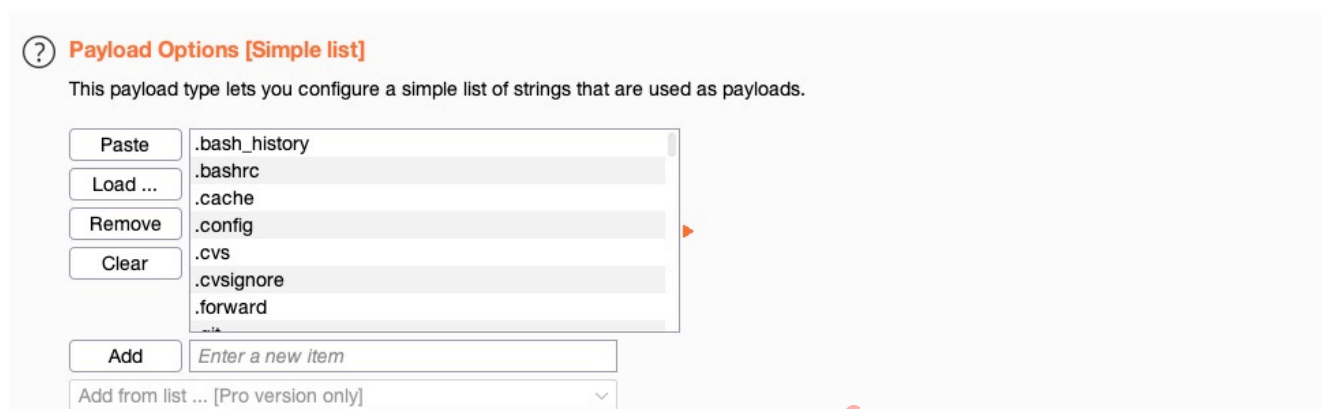 ?
Payload Options [Simple list]
This payload type lets you configure a simple list of strings that are used as payloads.
Paste
Load ...
Remove
Clear
.bash_history
.bashrc
.cache
.config
.cvs
.cvsignore
.forward
Add
Enter a new item
Add from list ... [Pro version only]